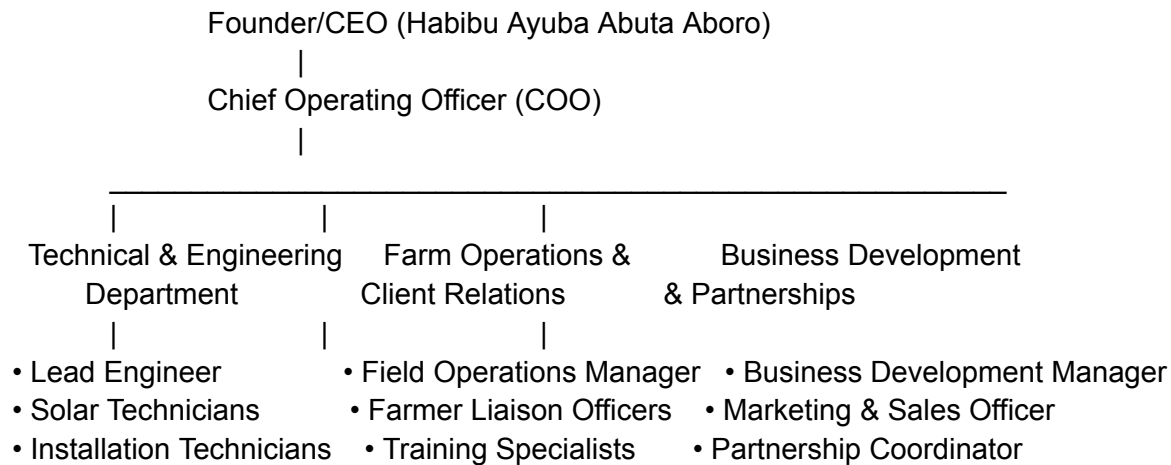 Founder/CEO (Habibu Ayuba Abuta Aboro)
|
Chief Operating Officer (COO)
|
_________________________________________________
| | |
Technical & Engineering Farm Operations & Business Development
Department Client Relations & Partnerships
| | |
• Lead Engineer • Field Operations Manager • Business Development Manager
• Solar Technicians • Farmer Liaison Officers • Marketing & Sales Officer
• Installation Technicians • Training Specialists • Partnership Coordinator